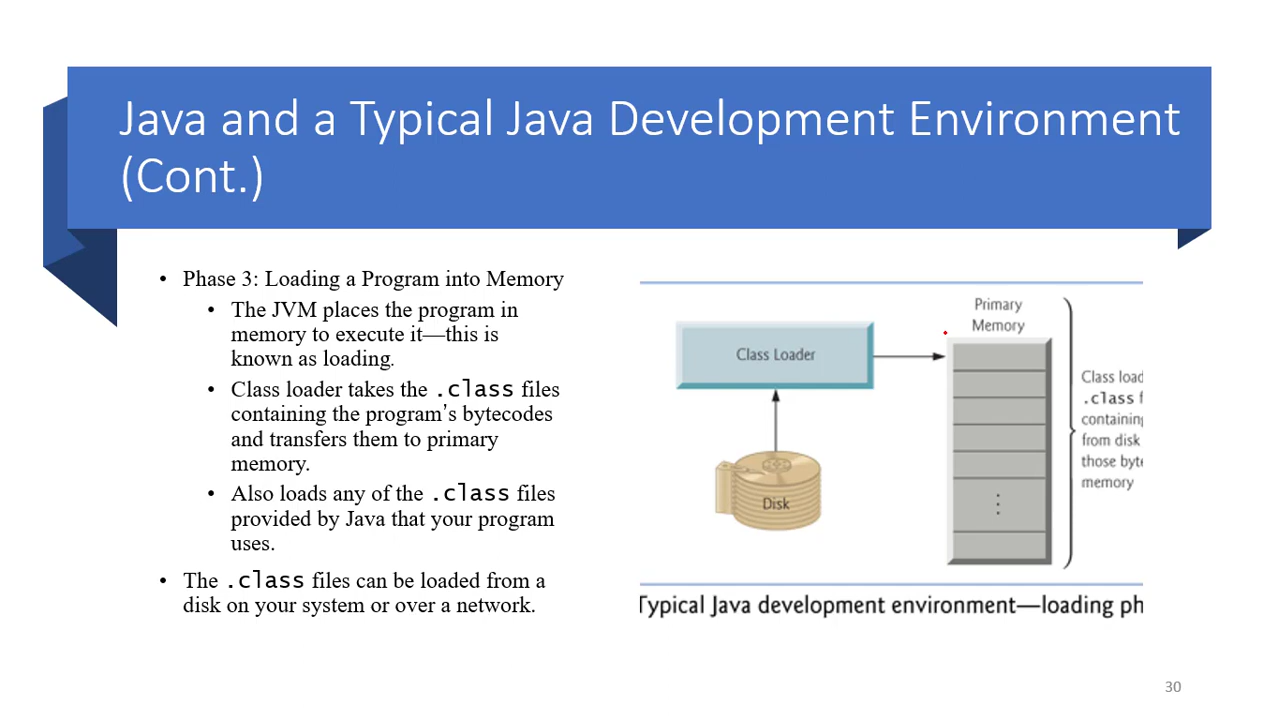 Java and a Typical Java Development Environment
(Cont.)
• Phase 3: Loading a Program into Memory
• The JVM places the program in
memory to execute it—this is
known as loading.
• Class loader takes the .class files
containing the program's bytecodes
and transfers them to primary
memory.
• Also loads any of the .class files
provided by Java that your program
uses.
• The .class files can be loaded from a
disk on your system or over a network.
Primary
Memory
Class Loader
Disk
Class load
.class f
containing
from disk
those byte
memory
Typical Java development environment—loading ph
30